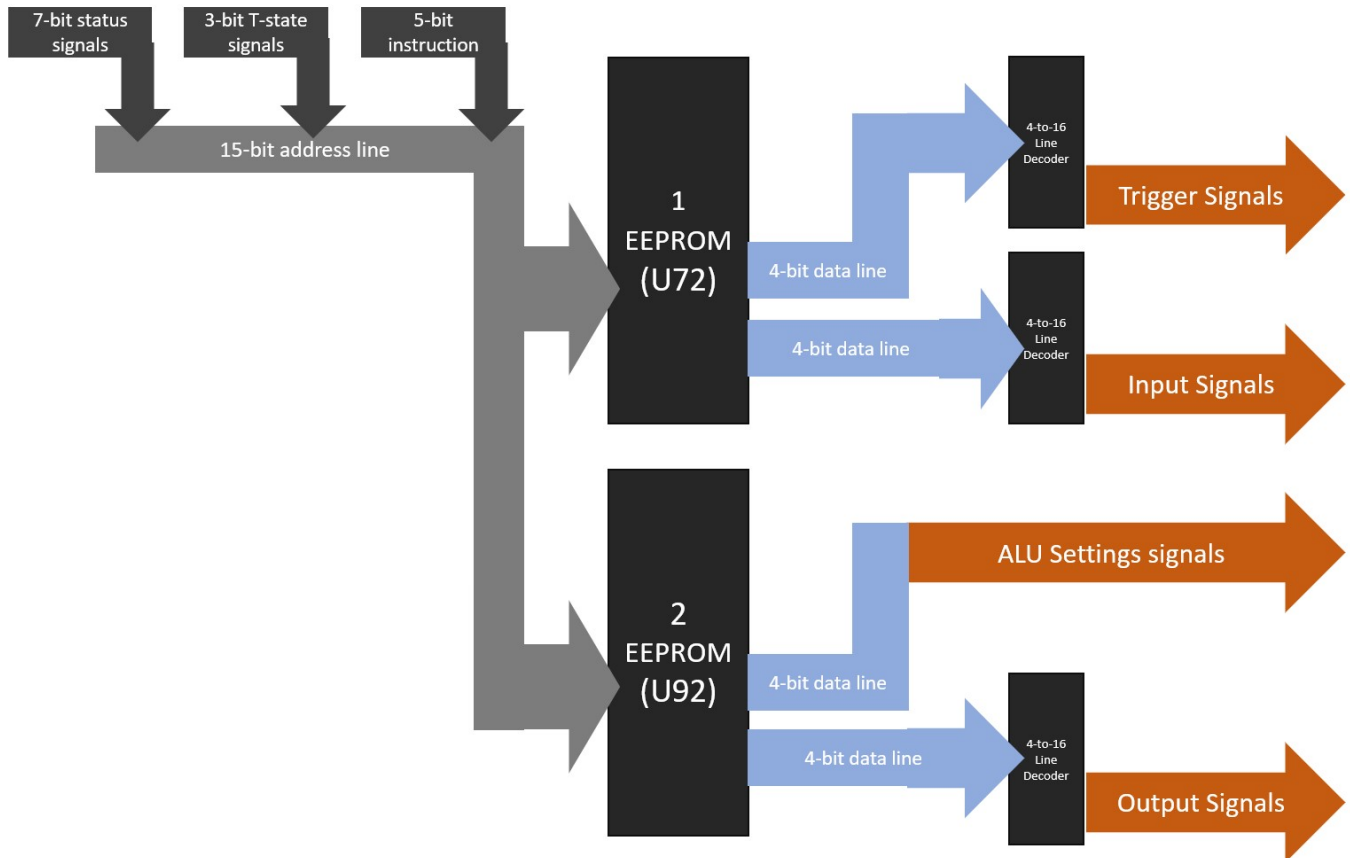 7-bit status
signals
3-bit T-state
signals
5-bit
instruction
15-bit address line
1
EEPROM
(U72)
4-bit data line
4-bit data line
4-to-16
Line
Decoder
Trigger Signals
4-to-16
Line
Decoder
Input Signals
2
EEPROM
(U92)
4-bit data line
ALU Settings signals
4-bit data line
4-to-16
Line
Decoder
Output Signals